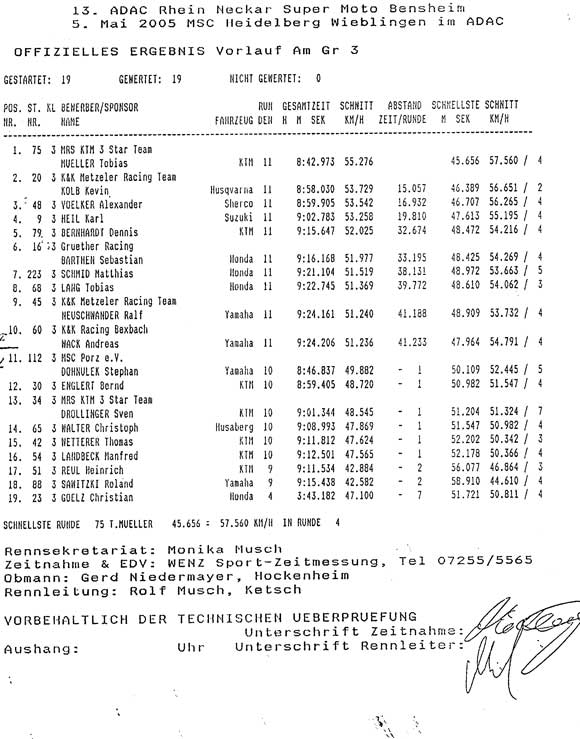 13. ADAC Rhein Neckar Super Moto Bensheim
5. Mai 2005 MSC Heidelberg Wieblingen im ADAC
OFFIZIELLES ERGEBNIS Vorlauf Am Gr 3
GESTARTET: 19 GEWERTET: 19 NICHT GEWERTET: 0
POS. ST. KL BEWERBER/SPONSOR RUN GESAMTZEIT SCHNITT ABSTAND SCHNELLSTE SCHNITT
NR. NR. NAME FAHRZEUG DEN H M SEK KM/H ZEIT/RUNDE M SEK KM/H
1. 75 3 MRS KTM 3 Star Team
MUELLER Tobias KTM 11 8:42.973 55.276 45.656 57.560 / 4
2. 20 3 K&K Metzeler Racing Team
KOLB Kevin Husqvarna 11 8:58.030 53.729 15.057 46.389 56.651 / 2
3. 48 3 VOELKER Alexander Sherco 11 8:59.905 53.542 16.932 46.707 56.265 / 4
4. 9 3 HEIL Karl Suzuki 11 9:02.783 53.258 19.810 47.613 55.195 / 4
5. 79 3 BERNHARDT Dennis KTM 11 9:15.647 52.025 32.674 48.472 54.216 / 4
6. 16 3 Gruether Racing
BARTHEN Sebastian Honda 11 9:16.168 51.977 33.195 48.425 54.269 / 4
7. 223 3 SCHMID Matthias Honda 11 9:21.104 51.519 38.131 48.972 53.663 / 5
8. 68 3 LANG Tobias Honda 11 9:22.745 51.369 39.772 48.610 54.062 / 3
9. 45 3 K&K Metzeler Racing Team
NEUSCHWANDER Ralf Yamaha 11 9:24.161 51.240 41.188 48.909 53.732 / 4
10. 60 3 K&K Racing Bexbach
WACK Andreas Yamaha 11 9:24.206 51.236 41.233 47.964 54.791 / 4
11. 112 3 MSC Porz e.V.
DOHNULEK Stephan Yamaha 10 8:46.837 49.882 - 1 50.109 52.445 / 5
12. 30 3 ENGLERT Bernd KTM 10 8:59.405 48.720 - 1 50.982 51.547 / 4
13. 34 3 MRS KTM 3 Star Team
DROLLINGER Sven KTM 10 9:01.344 48.545 - 1 51.204 51.324 / 7
14. 65 3 WALTER Christoph Husaberg 10 9:08.993 47.869 - 1 51.547 50.982 / 4
15. 42 3 NETTERER Thomas KTM 10 9:11.812 47.624 - 1 52.202 50.342 / 3
16. 54 3 LANDBECK Manfred KTM 10 9:12.501 47.565 - 1 52.178 50.366 / 4
17. 51 3 REUL Heinrich KTM 9 9:11.534 42.884 - 2 56.077 46.864 / 3
18. 88 3 SAWITZKI Roland Yamaha 9 9:15.438 42.582 - 2 58.910 44.610 / 4
19. 23 3 GOELZ Christian Honda 4 3:43.182 47.100 - 7 51.721 50.811 / 4
SCHNELLSTE RUNDE 75 T.MUELLER 45.656 = 57.560 KM/H IN RUNDE 4
Rennsekretariat: Monika Musch
Zeitnahme & EDV: WENZ Sport-Zeitmessung, Tel 07255/5565
Obmann: Gerd Niedermayer, Hockenheim
Rennleitung: Rolf Musch, Ketsch
VORBEHALTLICH DER TECHNISCHEN UEBERPRUEFUNG
Unterschrift Zeitnahme:
Aushang: Uhr Unterschrift Rennleiter: